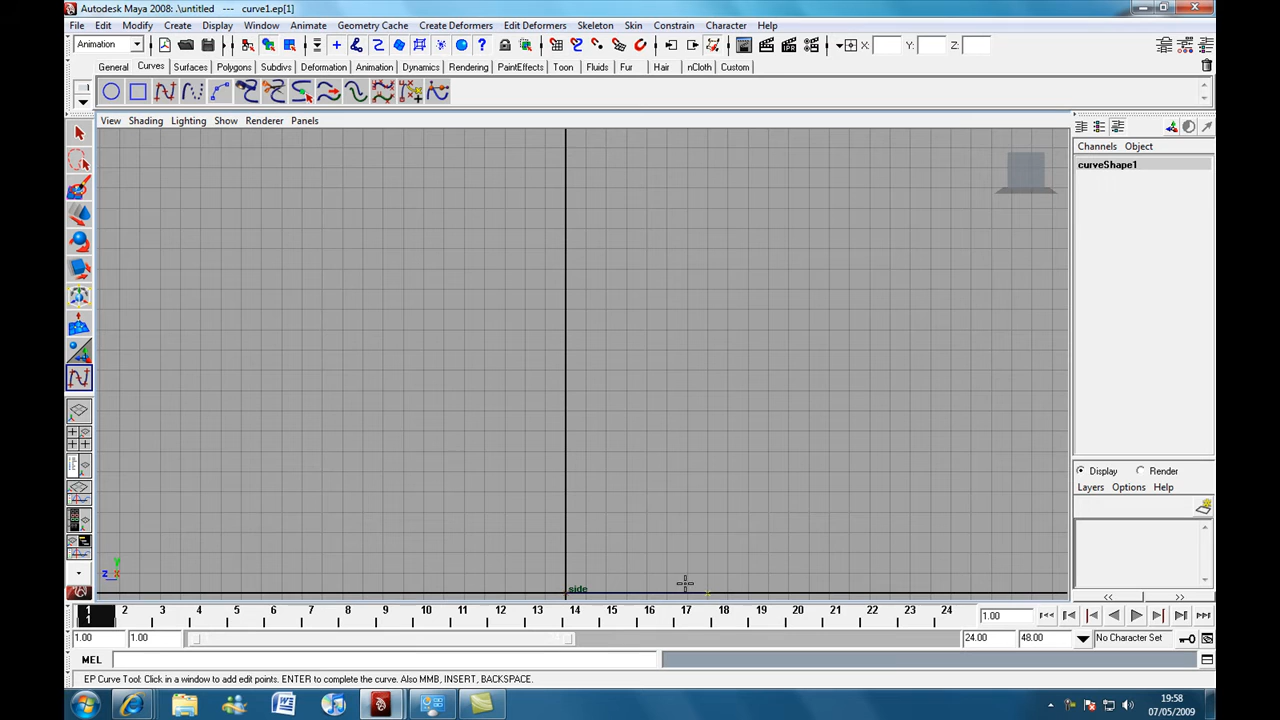 Autodesk Maya 2008: .\untitled --- curve1.ep[1]
File Edit Modify Create Display Window Animate Geometry Cache Create Deformers Edit Deformers Skeleton Skin Constrain Character Help
Animation X: Y: Z:
General Curves Surfaces Polygons Subdivs Deformation Animation Dynamics Rendering PaintEffects Toon Fluids Fur Hair nCloth Custom
View Shading Lighting Show Renderer Panels
Channels Object
curveShape1
Display Render
Layers Options Help
y
z x
side
1 2 3 4 5 6 7 8 9 10 11 12 13 14 15 16 17 18 19 20 21 22 23 24
1 1.00
1.00 1.00 24.00 48.00 No Character Set
MEL
EP Curve Tool: Click in a window to add edit points. ENTER to complete the curve. Also MMB, INSERT, BACKSPACE.
19:58
07/05/2009